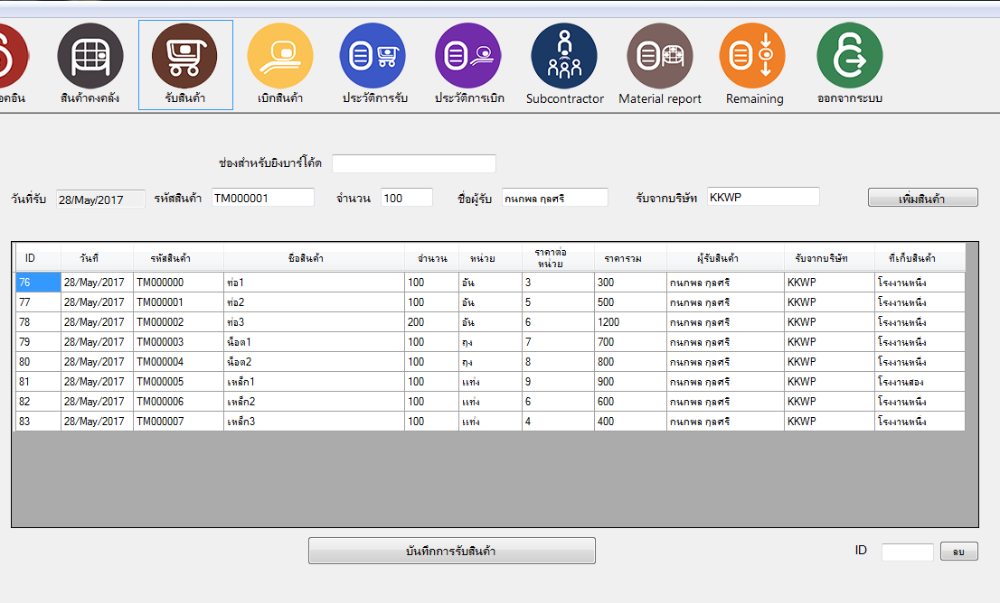 อคอิน สินค้าคงคลัง รับสินค้า เบิกสินค้า ประวัติการรับ ประวัติการเบิก Subcontractor Material report Remaining ออกจากระบบ
ช่องสำหรับยิงบาร์โค้ด
วันที่รับ 28/May/2017 รหัสสินค้า TM000001 จำนวน 100 ชื่อผู้รับ กนกพล กุลศรี รับจากบริษัท KKWP เพิ่มสินค้า
ID วันที่ รหัสสินค้า ชื่อสินค้า จำนวน หน่วย ราคาต่อหน่วย ราคารวม ผู้รับสินค้า รับจากบริษัท ที่เก็บสินค้า
76 28/May/2017 TM000000 ท่อ1 100 อัน 3 300 กนกพล กุลศรี KKWP โรงงานหนึ่ง
77 28/May/2017 TM000001 ท่อ2 100 อัน 5 500 กนกพล กุลศรี KKWP โรงงานหนึ่ง
78 28/May/2017 TM000002 ท่อ3 200 อัน 6 1200 กนกพล กุลศรี KKWP โรงงานหนึ่ง
79 28/May/2017 TM000003 น็อต1 100 ถุง 7 700 กนกพล กุลศรี KKWP โรงงานหนึ่ง
80 28/May/2017 TM000004 น็อต2 100 ถุง 8 800 กนกพล กุลศรี KKWP โรงงานหนึ่ง
81 28/May/2017 TM000005 เหล็ก1 100 แท่ง 9 900 กนกพล กุลศรี KKWP โรงงานสอง
82 28/May/2017 TM000006 เหล็ก2 100 แท่ง 6 600 กนกพล กุลศรี KKWP โรงงานหนึ่ง
83 28/May/2017 TM000007 เหล็ก3 100 แท่ง 4 400 กนกพล กุลศรี KKWP โรงงานหนึ่ง
บันทึกการรับสินค้า ID ลบ